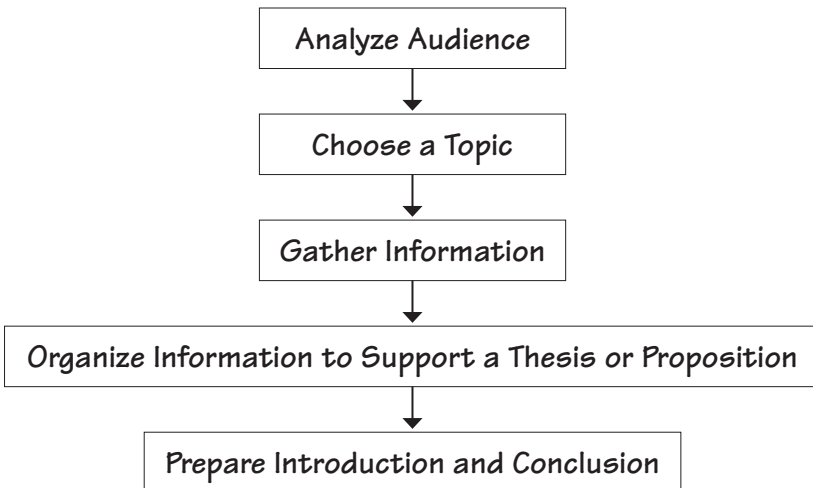 Analyze Audience
Choose a Topic
Gather Information
Organize Information to Support a Thesis or Proposition
Prepare Introduction and Conclusion